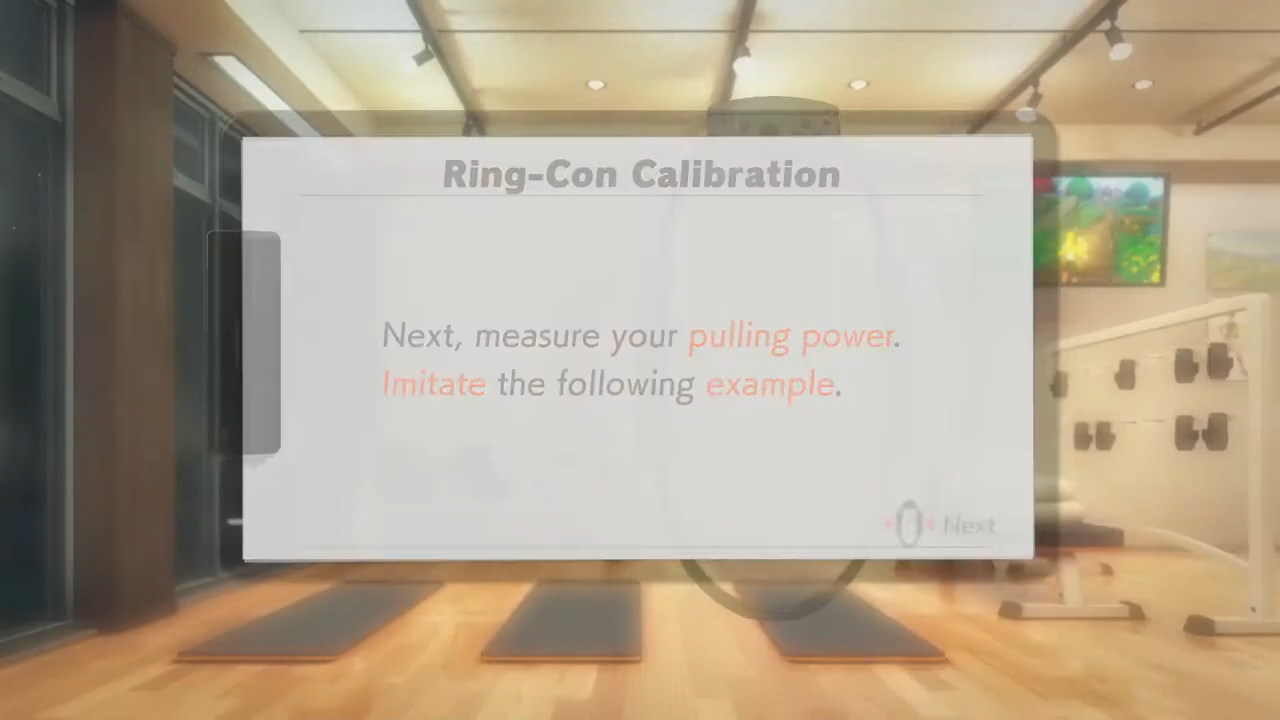 Ring-Con Calibration
Next, measure your pulling power.
Imitate the following example.
Next